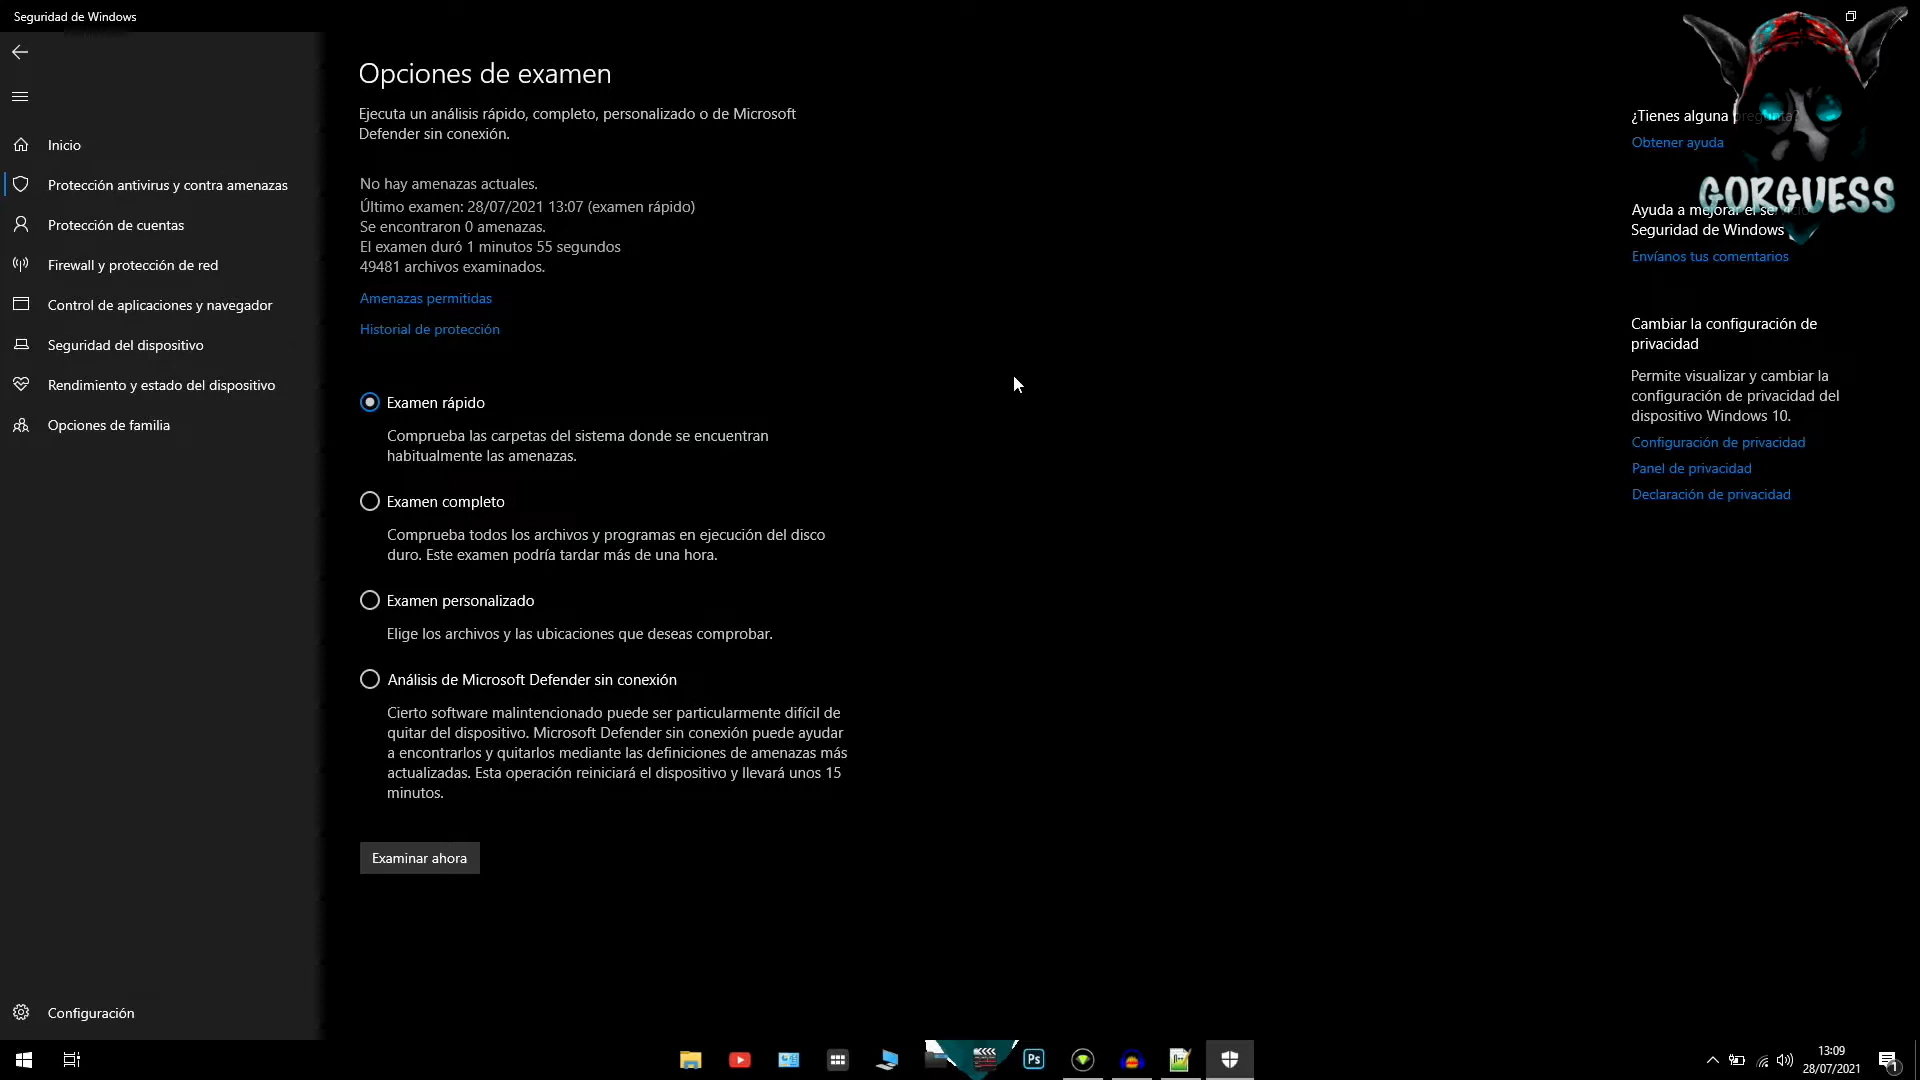 Seguridad de Windows
Inicio
Protección antivirus y contra amenazas
Protección de cuentas
Firewall y protección de red
Control de aplicaciones y navegador
Seguridad del dispositivo
Rendimiento y estado del dispositivo
Opciones de familia
Configuración
Opciones de examen
Ejecuta un análisis rápido, completo, personalizado o de Microsoft
Defender sin conexión.
No hay amenazas actuales.
Último examen: 28/07/2021 13:07 (examen rápido)
Se encontraron 0 amenazas.
El examen duró 1 minutos 55 segundos
49481 archivos examinados.
Amenazas permitidas
Historial de protección
Examen rápido
Comprueba las carpetas del sistema donde se encuentran
habitualmente las amenazas.
Examen completo
Comprueba todos los archivos y programas en ejecución del disco
duro. Este examen podría tardar más de una hora.
Examen personalizado
Elige los archivos y las ubicaciones que deseas comprobar.
Análisis de Microsoft Defender sin conexión
Cierto software malintencionado puede ser particularmente difícil de
quitar del dispositivo. Microsoft Defender sin conexión puede ayudar
a encontrarlos y quitarlos mediante las definiciones de amenazas más
actualizadas. Esta operación reiniciará el dispositivo y llevará unos 15
minutos.
Examinar ahora
¿Tienes alguna pregunta?
Obtener ayuda
GORGUESS
Ayuda a mejorar el servicio
Seguridad de Windows
Envíanos tus comentarios
Cambiar la configuración de
privacidad
Permite visualizar y cambiar la
configuración de privacidad del
dispositivo Windows 10.
Configuración de privacidad
Panel de privacidad
Declaración de privacidad
Ps
13:09
28/07/2021
1